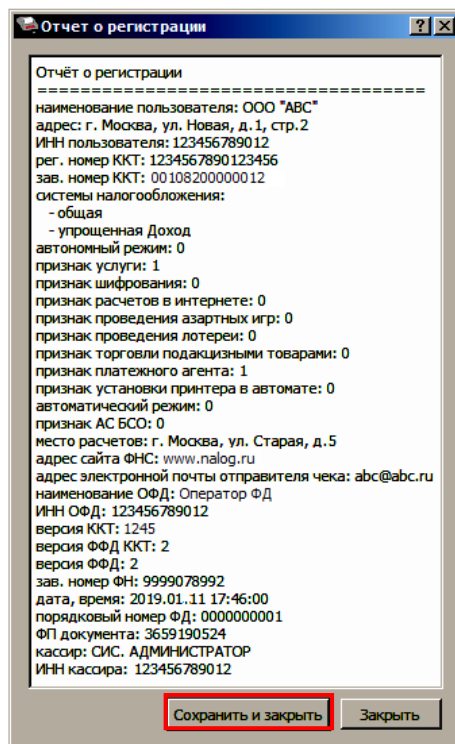 Отчет о регистрации
Отчёт о регистрации
=====================================
наименование пользователя: ООО "АВС"
адрес: г. Москва, ул. Новая, д.1, стр.2
ИНН пользователя: 123456789012
рег. номер ККТ: 1234567890123456
зав. номер ККТ: 00108200000012
системы налогообложения:
- общая
- упрощенная Доход
автономный режим: 0
признак услуги: 1
признак шифрования: 0
признак расчетов в интернете: 0
признак проведения азартных игр: 0
признак проведения лотереи: 0
признак торговли подакцизными товарами: 0
признак платежного агента: 1
признак установки принтера в автомате: 0
автоматический режим: 0
признак АС БСО: 0
место расчетов: г. Москва, ул. Старая, д.5
адрес сайта ФНС: www.nalog.ru
адрес электронной почты отправителя чека: abc@abc.ru
наименование ОФД: Оператор ФД
ИНН ОФД: 123456789012
версия ККТ: 1245
версия ФФД ККТ: 2
версия ФФД: 2
зав. номер ФН: 9999078992
дата, время: 2019.01..11 17:46:00
порядковый номер ФД: 0000000001
ФП документа: 3659190524
кассир: СИС. АДМИНИСТРАТОР
ИНН кассира: 123456789012
Сохранить и закрыть Закрыть